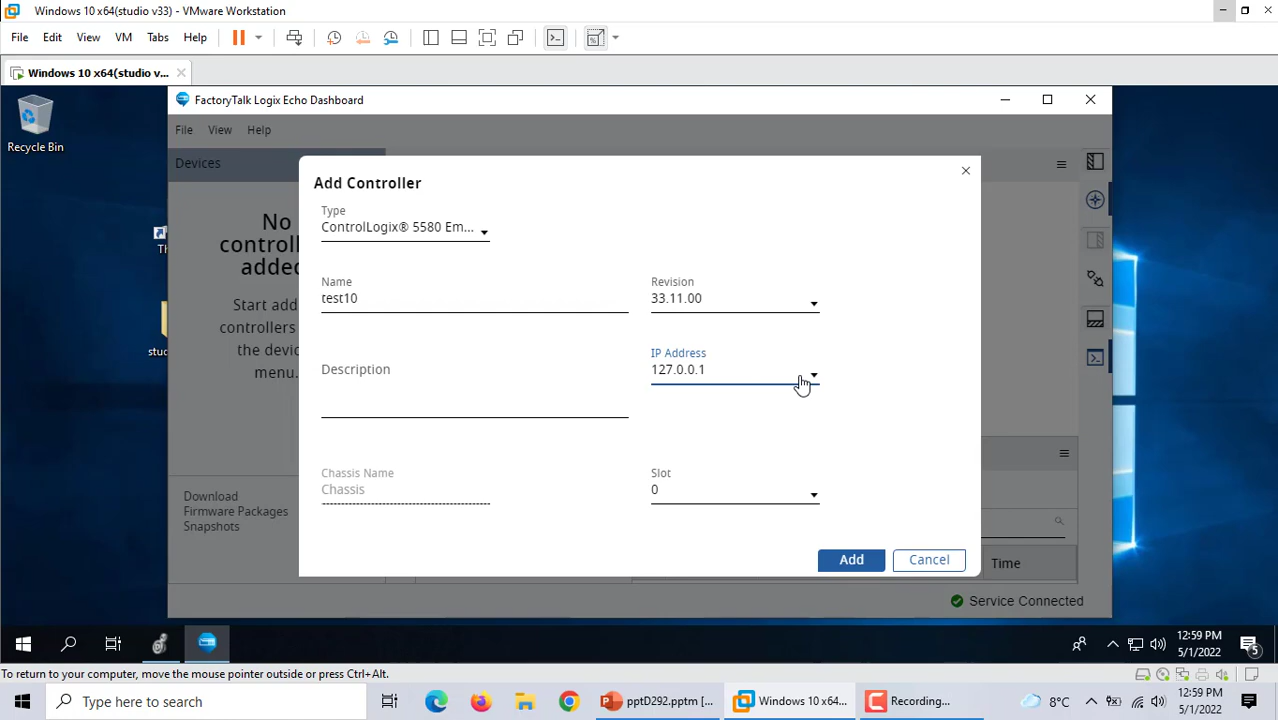 Windows 10 x64(studio v33) - VMware Workstation
File Edit View VM Tabs Help
Windows 10 x64(studio v...
Recycle Bin
FactoryTalk Logix Echo Dashboard
File View Help
Devices
No
control
added
Start add
controllers
the devic
menu.
Download
Firmware Packages
Snapshots
Add Controller
Type
ControlLogix® 5580 Em...
Name
test10
Revision
33.11.00
Description
IP Address
127.0.0.1
Chassis Name
Chassis
Slot
0
Add
Cancel
Time
Service Connected
12:59 PM
5/1/2022
5
To return to your computer, move the mouse pointer outside or press Ctrl+Alt.
Type here to search
pptD292.pptm [...
Windows 10 x64...
Recording...
8°C
12:59 PM
5/1/2022